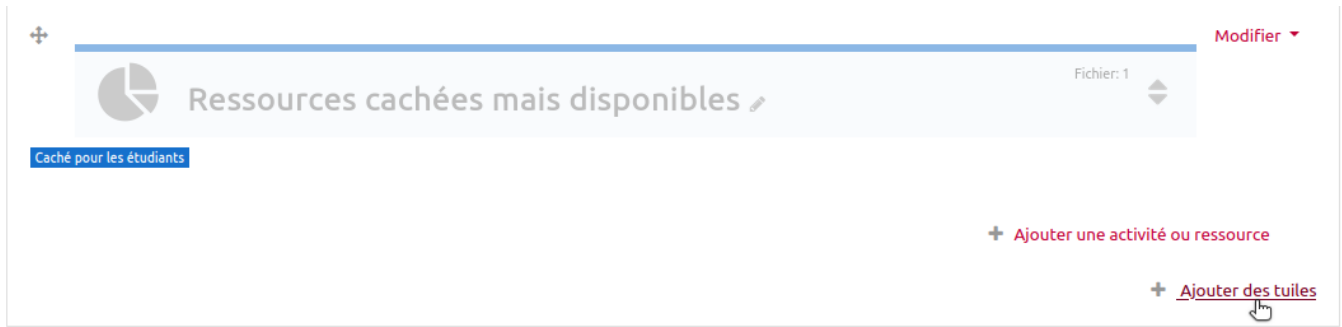 Modifier
Fichier: 1
Ressources cachées mais disponibles
Caché pour les étudiants
Ajouter une activité ou ressource
Ajouter des tuiles